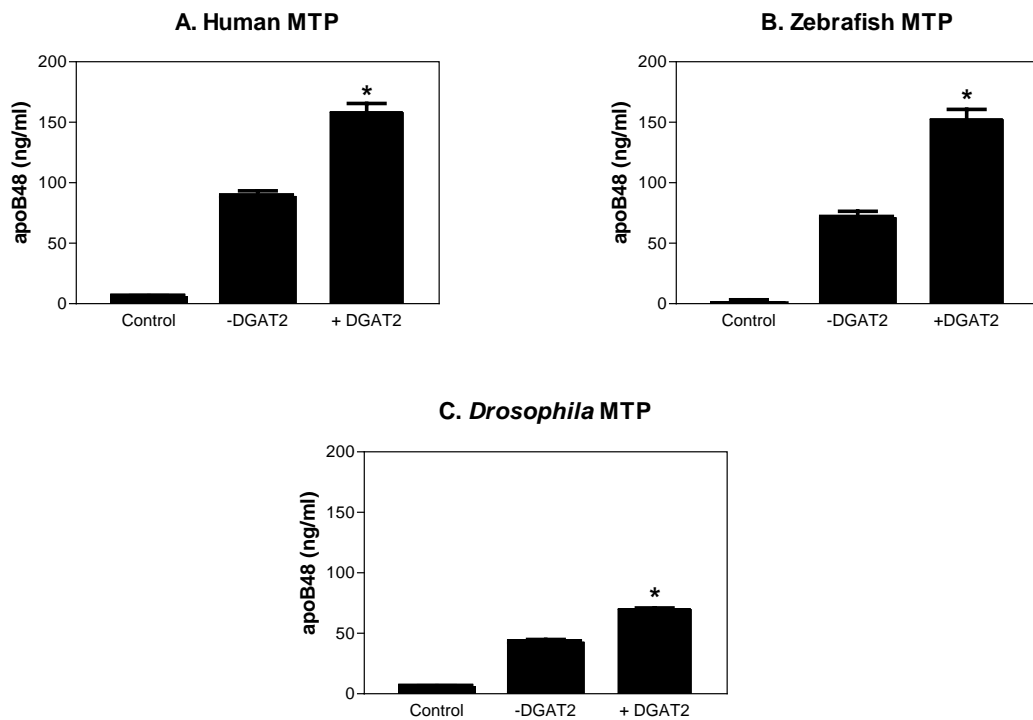 A. Human MTP
200
150
100
50
0
apoB48 (ng/ml)
*
Control -DGAT2 + DGAT2
B. Zebrafish MTP
200
150
100
50
0
apoB48 (ng/ml)
*
Control -DGAT2 +DGAT2
C. Drosophila MTP
200
150
100
50
0
apoB48 (ng/ml)
*
Control -DGAT2 + DGAT2